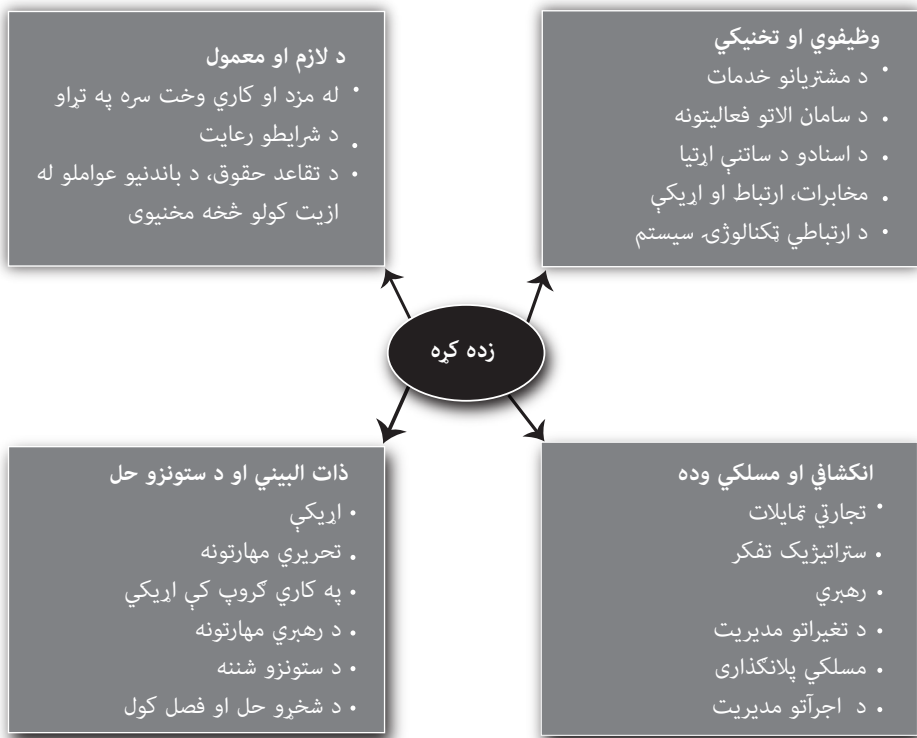 وظیفوي او تخنیکي
• د مشتریانو خدمات
• د سامان الاتو فعالیتونه
• د اسنادو د ساتنې اړتیا
• مخابرات، ارتباط او اړیکې
• د ارتباطي ټکنالوژۍ سیستم
د لازم او معمول
• له مزد او کاري وخت سره په تړاو
• د شرایطو رعایت
• د تقاعد حقوق، د باندنیو عواملو له
ازیت کولو څخه مخنیوی
زده کړه
انکشافي او مسلکي وده
• تجارتي تمایلات
• ستراتیژیک تفکر
• رهبري
• د تغیراتو مدیریت
• مسلکي پلانګذاری
• د اجرآتو مدیریت
ذات البیني او د ستونزو حل
• اړیکې
• تحریري مهارتونه
• په کاري ګروپ کې اړیکي
• د رهبرۍ مهارتونه
• د ستونزو شننه
• د شخړو حل او فصل کول